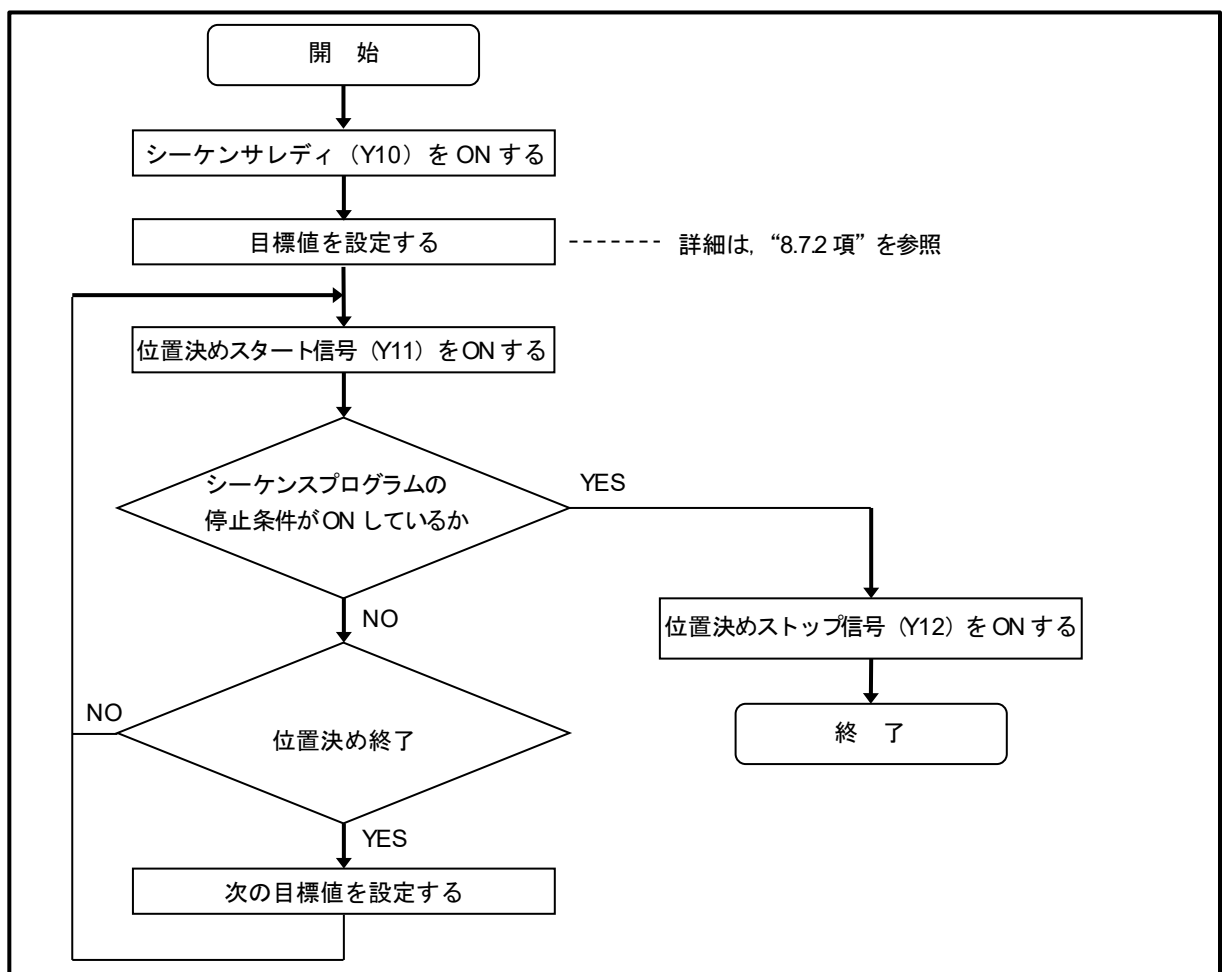 開 始
シーケンサレディ（Y10）を ON する
目標値を設定する
詳細は，“8.7.2 項”を参照
位置決めスタート信号（Y11）を ON する
シーケンスプログラムの
停止条件が ON しているか
YES
NO
位置決めストップ信号（Y12）を ON する
NO
位置決め終了
終 了
YES
次の目標値を設定する